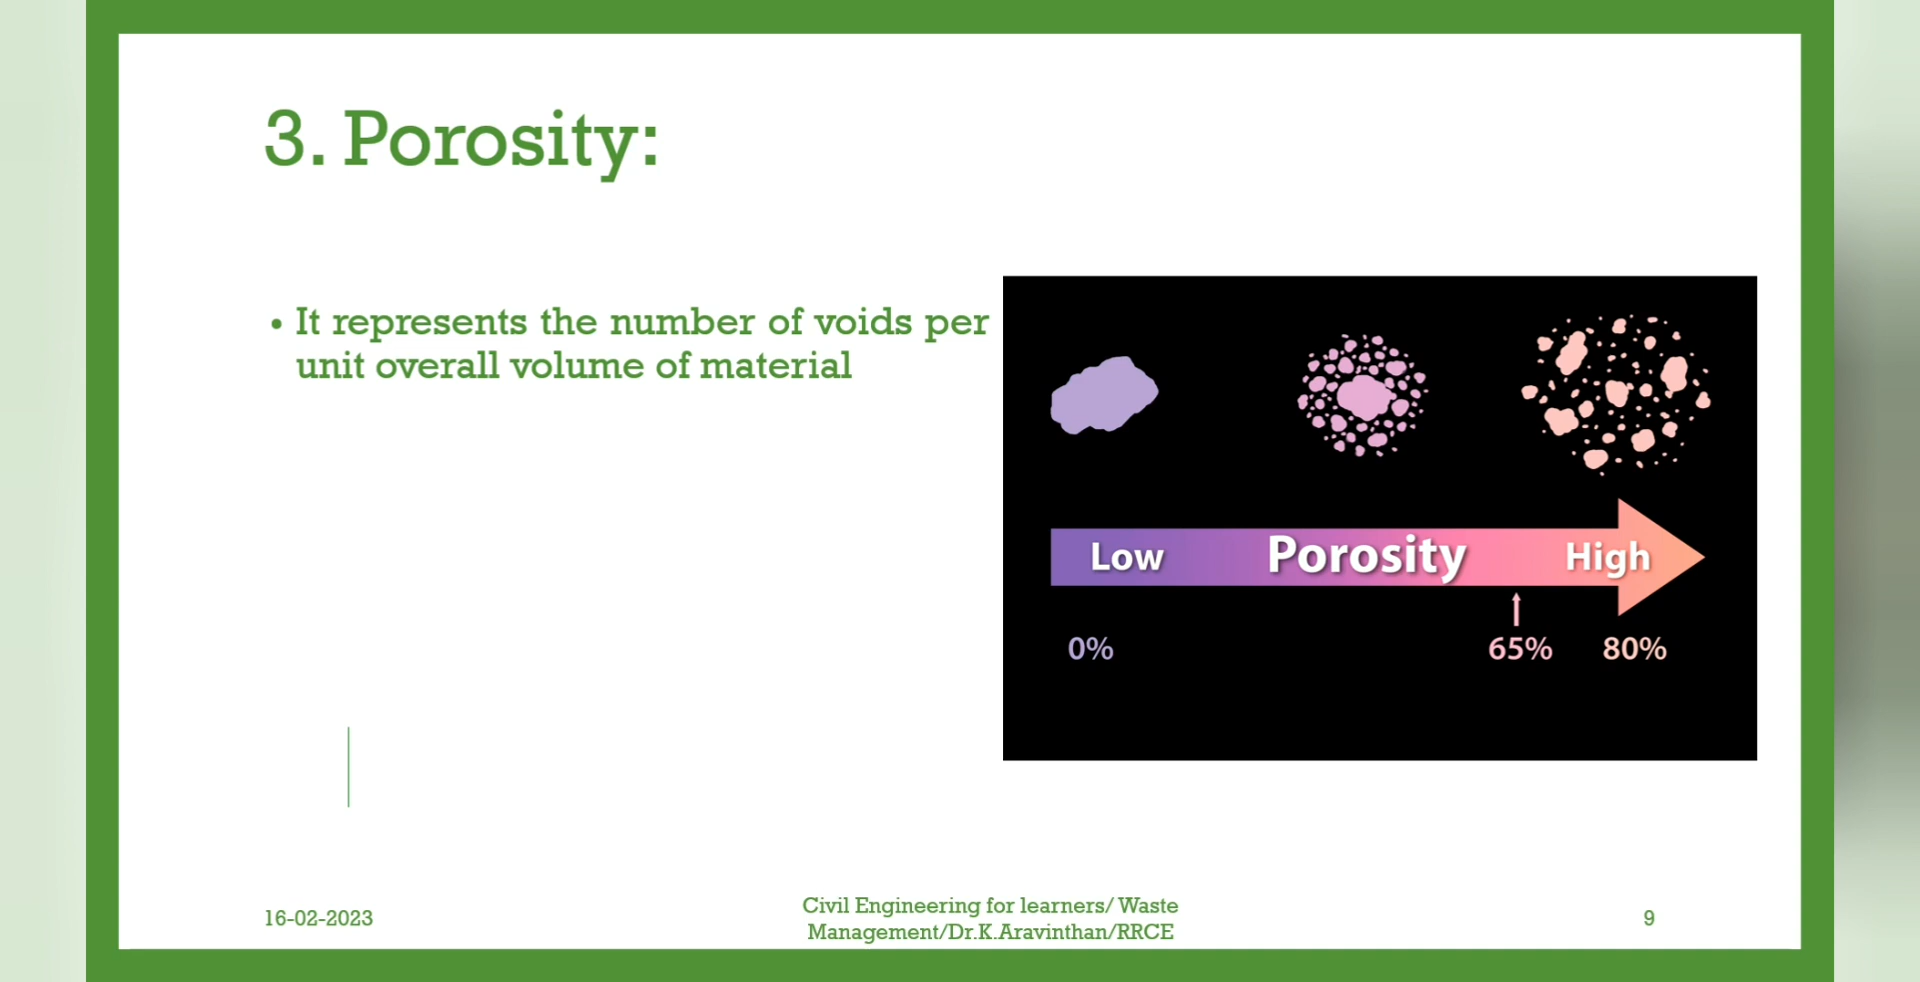 3. Porosity:
• It represents the number of voids per
unit overall volume of material
Low Porosity High
0% 65% 80%
16-02-2023
Civil Engineering for learners/ Waste
Management/Dr.K.Aravinthan/RRCE
9